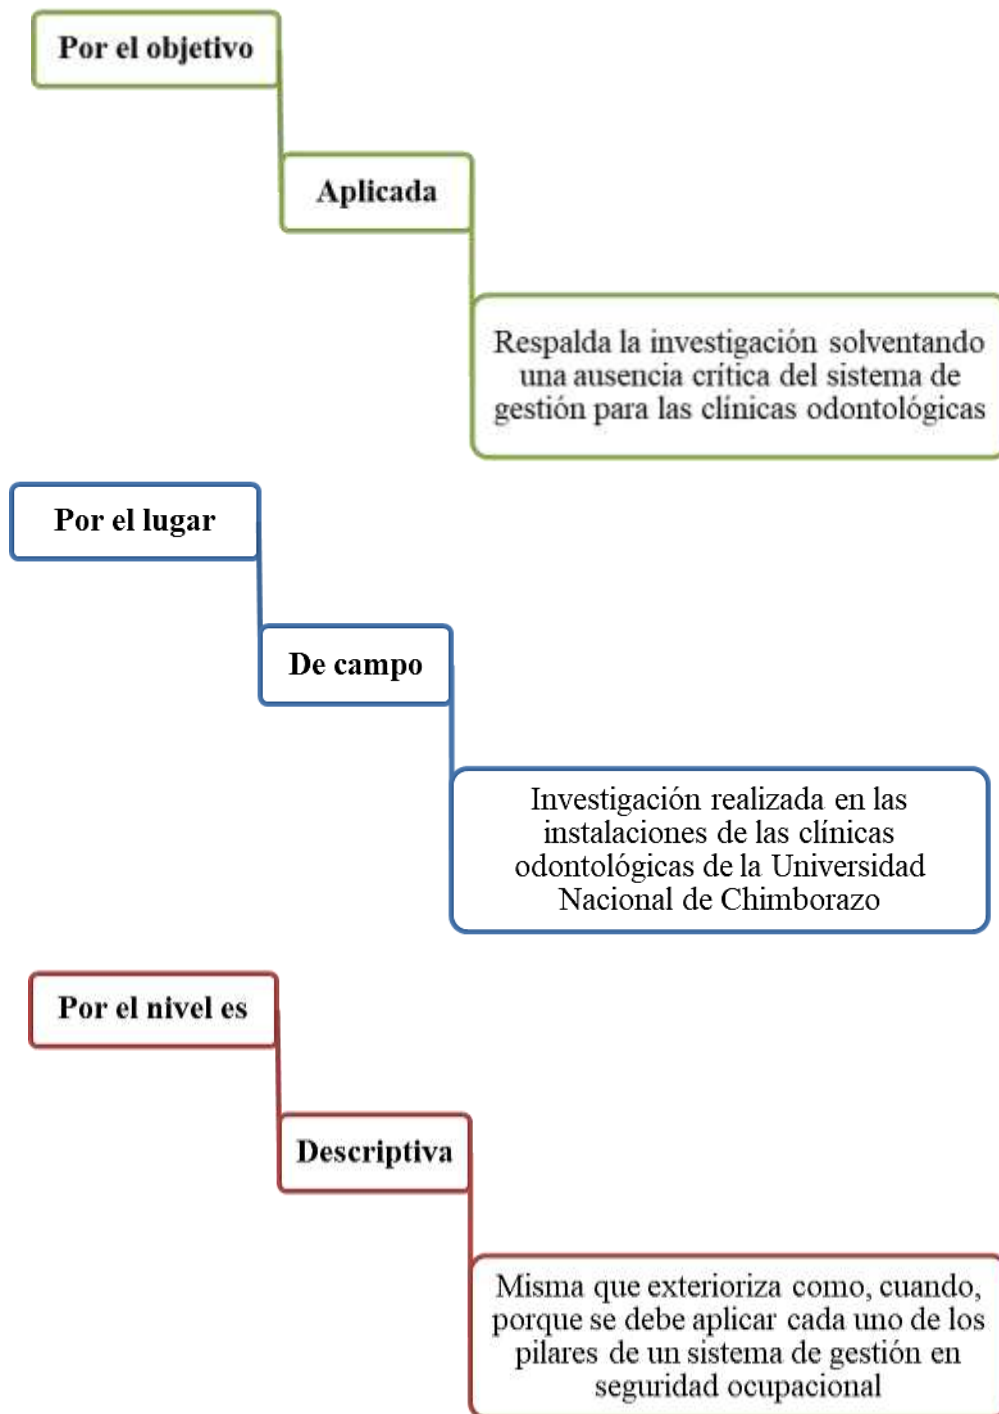 Por el objetivo
Aplicada
Respalda la investigación solventando
una ausencia crítica del sistema de
gestión para las clínicas odontológicas
Por el lugar
De campo
Investigación realizada en las
instalaciones de las clínicas
odontológicas de la Universidad
Nacional de Chimborazo
Por el nivel es
Descriptiva
Misma que exterioriza como, cuando,
porque se debe aplicar cada uno de los
pilares de un sistema de gestión en
seguridad ocupacional